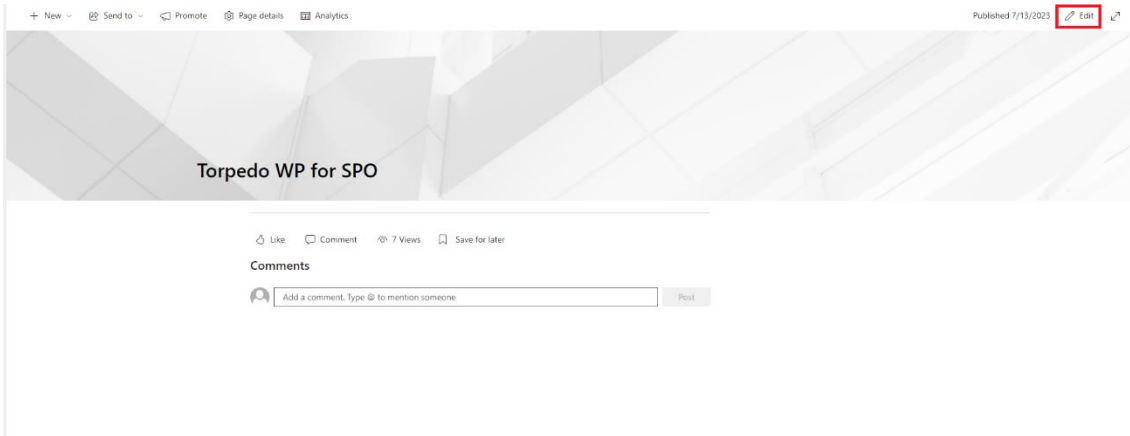 New Send to Promote Page details Analytics Published 7/13/2023 Edit
Torpedo WP for SPO
Like Comment 7 Views Save for later
Comments
Add a comment. Type @ to mention someone Post